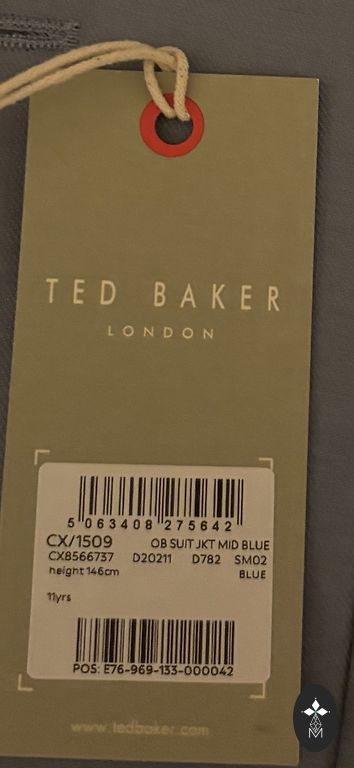 TED BAKER
LONDON
5 063408 275642
CX/1509 OB SUIT JKT MID BLUE
CX8566737 D20211 D782 SM02
height 146cm BLUE
11yrs
POS: E76-969-133-000042
www.tedbaker.com
M